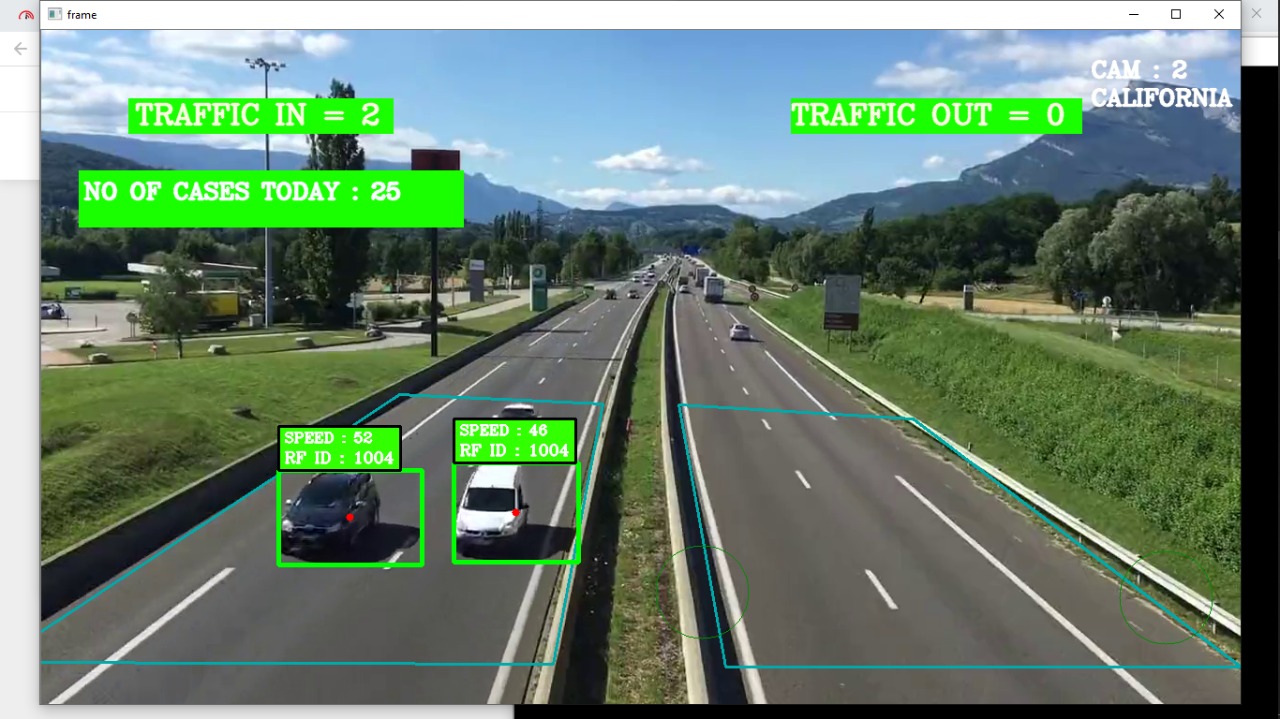 frame
CAM : 2
CALIFORNIA
TRAFFIC IN = 2
TRAFFIC OUT = 0
NO OF CASES TODAY : 25
SPEED : 52
RF ID : 1004
SPEED : 46
RF ID : 1004